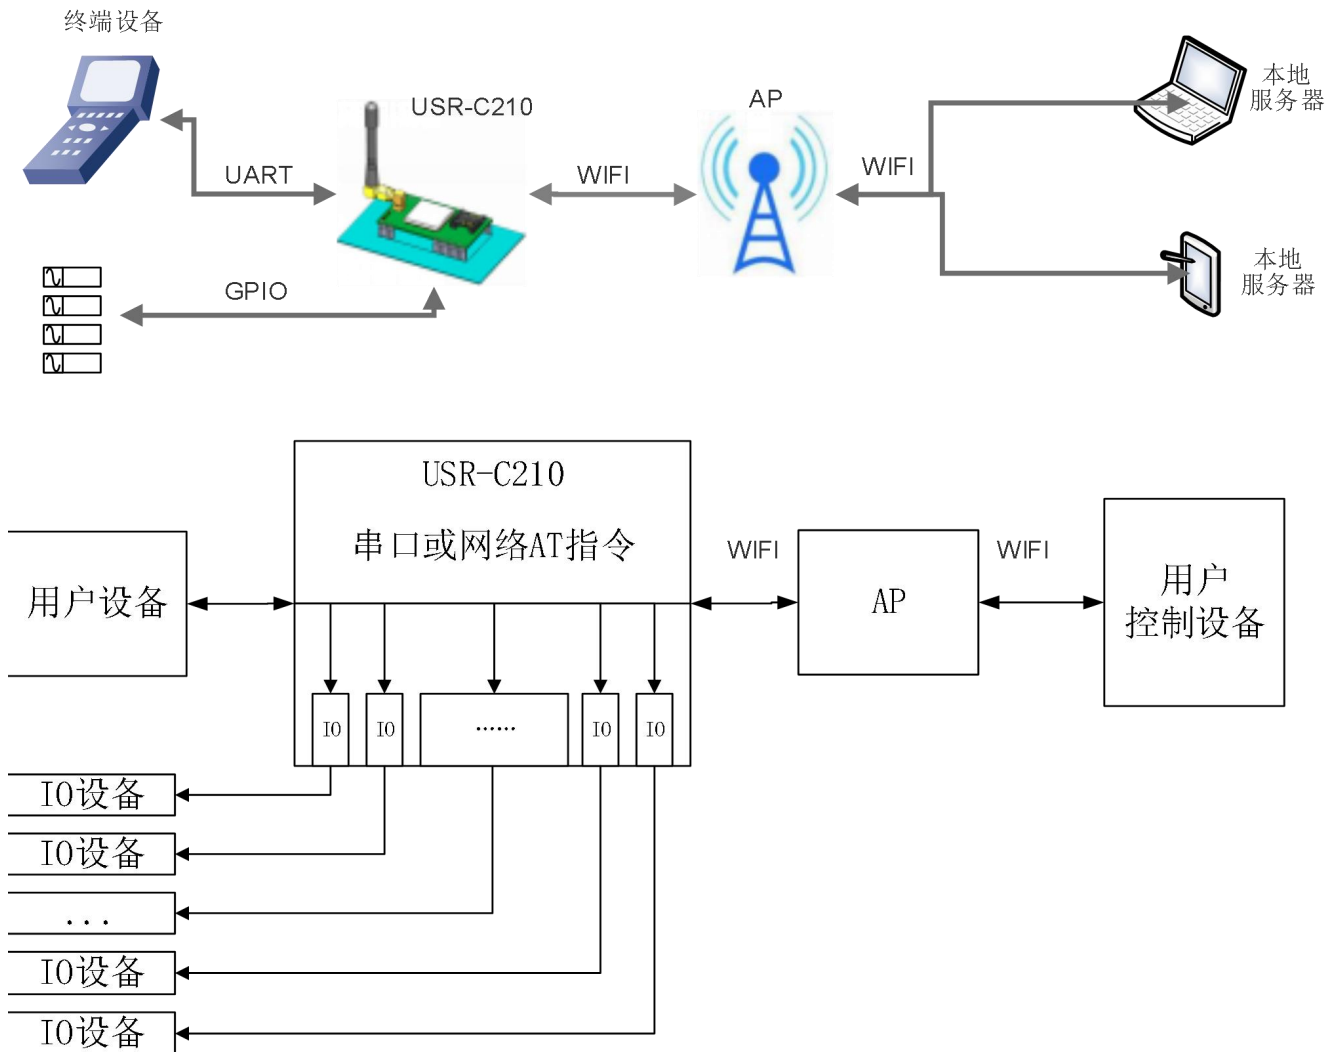 终端设备
USR-C210
AP
本地
服务器
UART
WIFI
WIFI
GPIO
本地
服务器
USR-C210
串口或网络AT指令
用户设备
WIFI
AP
WIFI
用户
控制设备
IO
IO
······
IO
IO
IO设备
IO设备
...
IO设备
IO设备